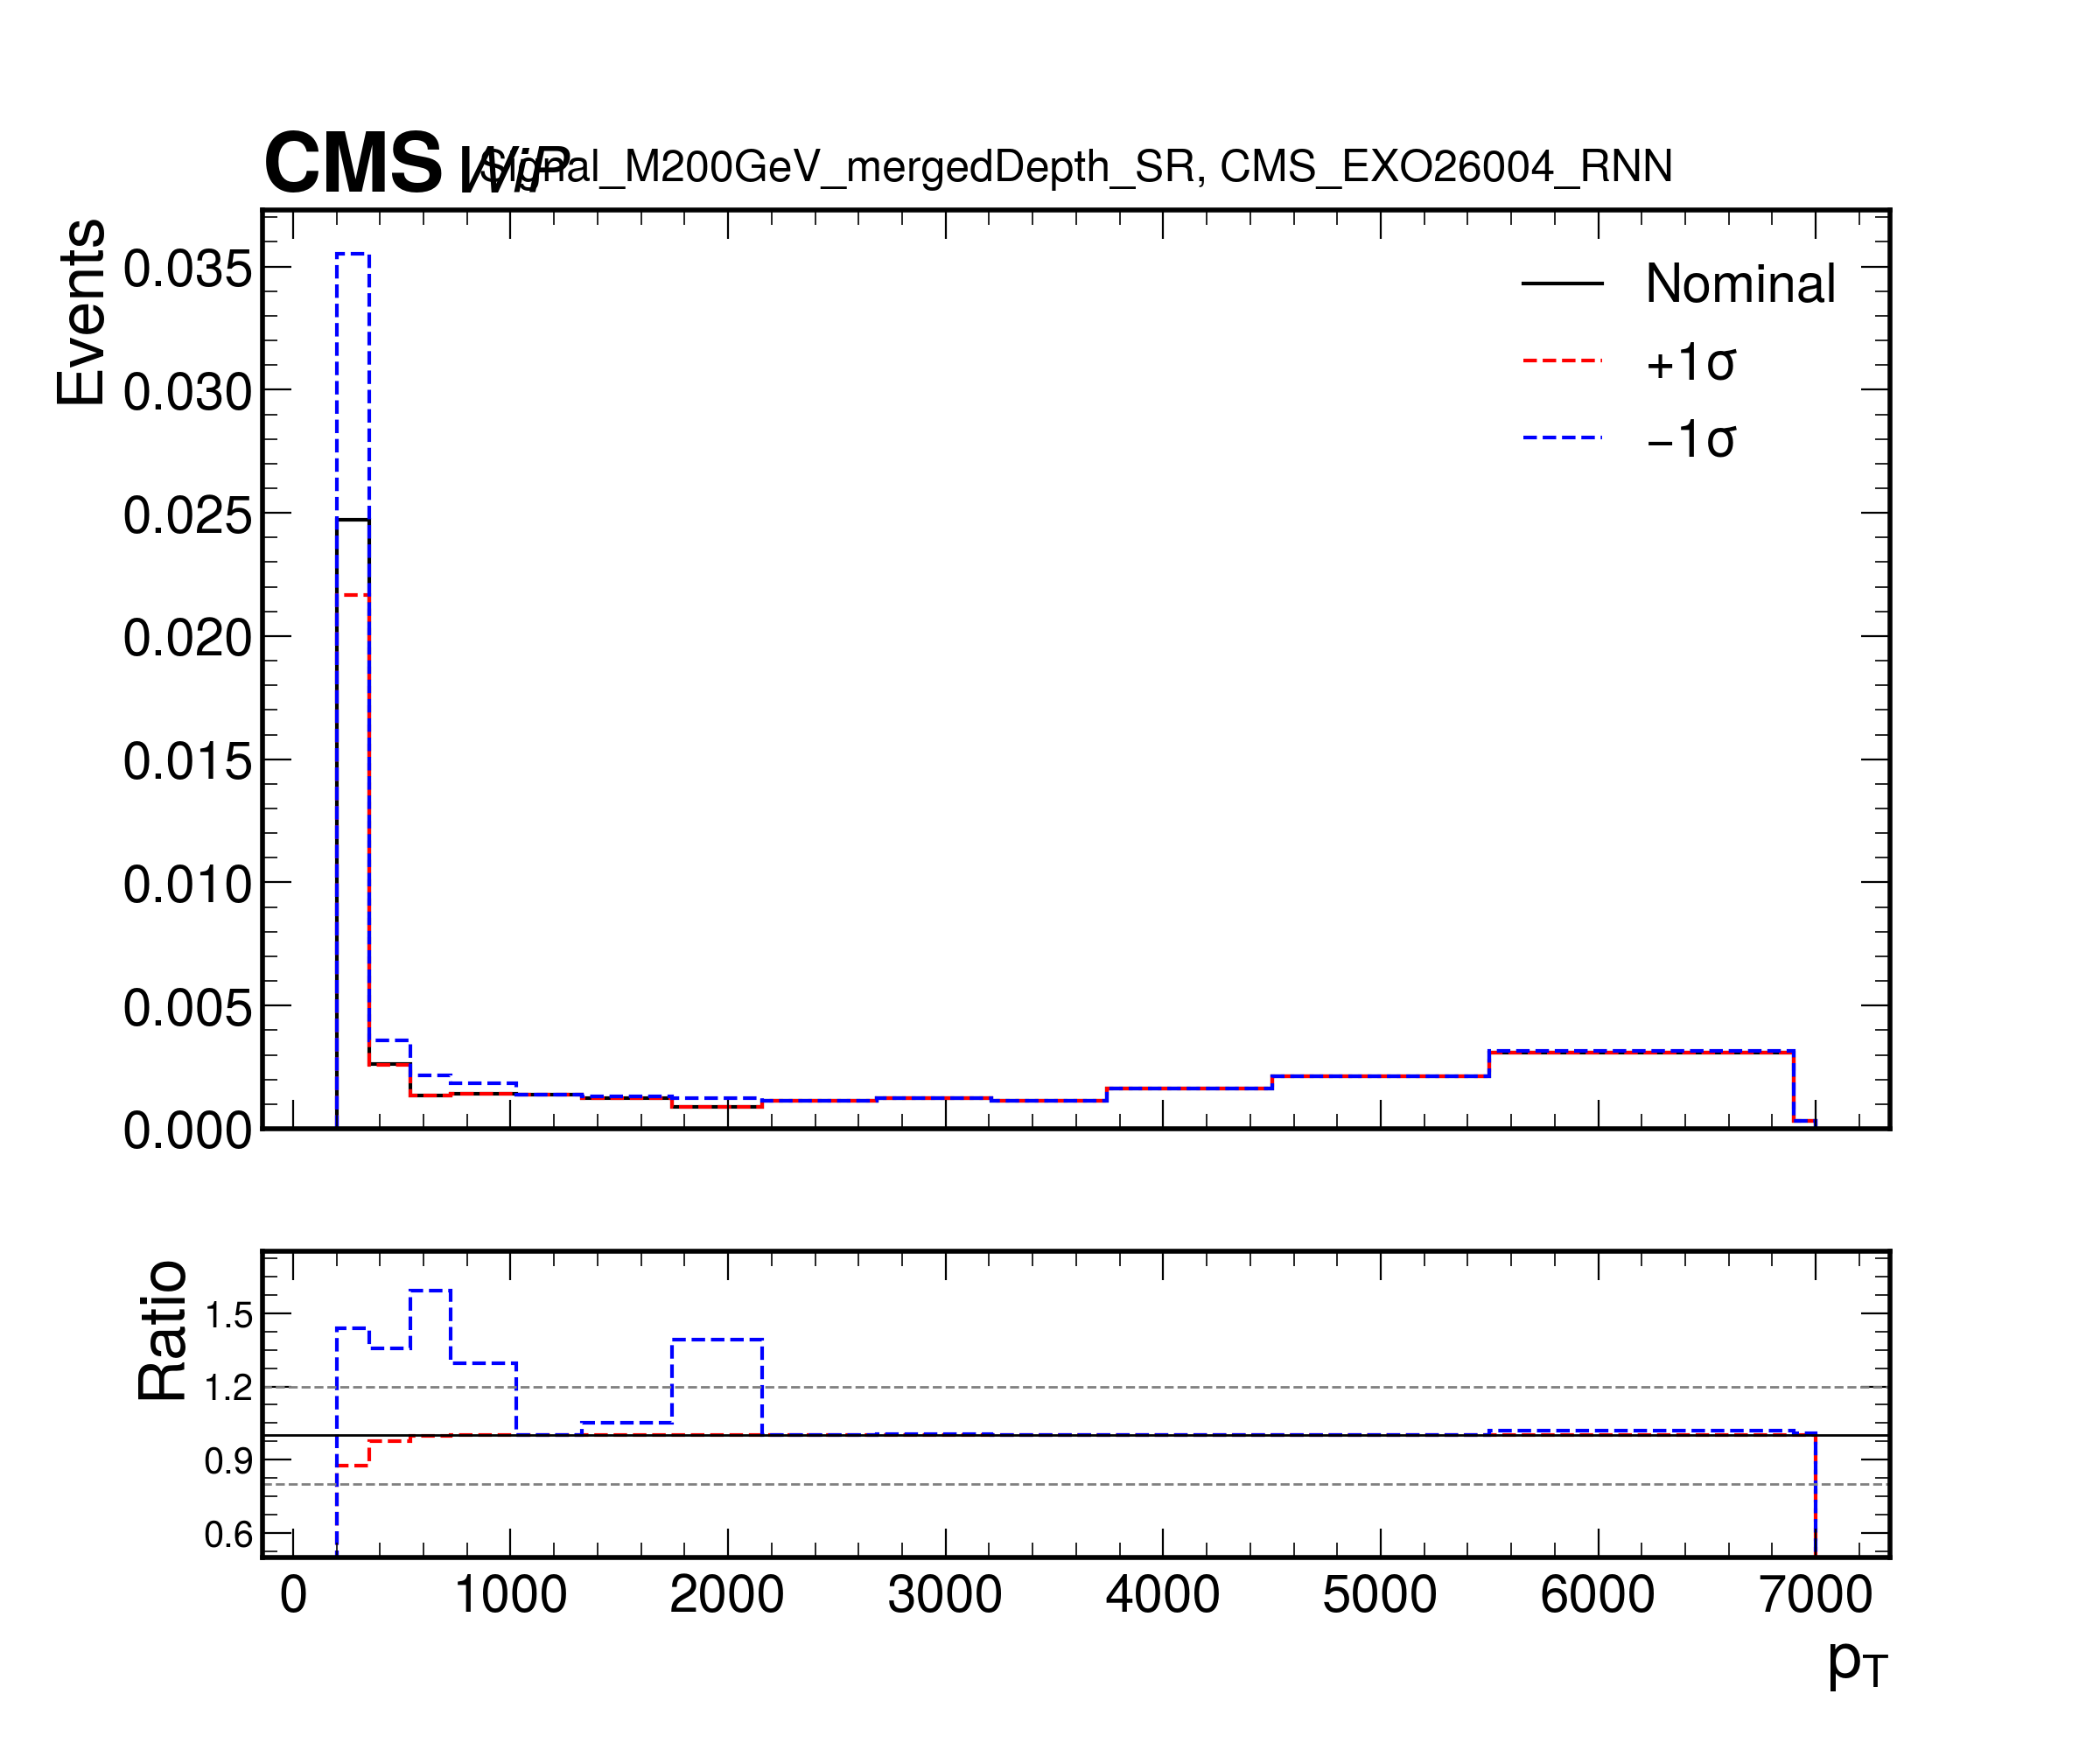 CMS WiP Signal_M200GeV_mergedDepth_SR, CMS_EXO26004_RNN
Events
0.035
0.030
0.025
0.020
0.015
0.010
0.005
0.000
Nominal
+1σ
−1σ
Ratio
1.5
1.2
0.9
0.6
0 1000 2000 3000 4000 5000 6000 7000
pT